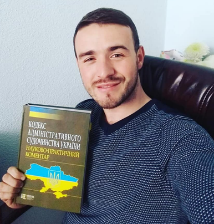 КОДЕКС
АДМІНІСТРАТИВНОГО
СУДОЧИНСТВА УКРАЇНИ
НАУКОВО-ПРАКТИЧНИЙ
КОМЕНТАР